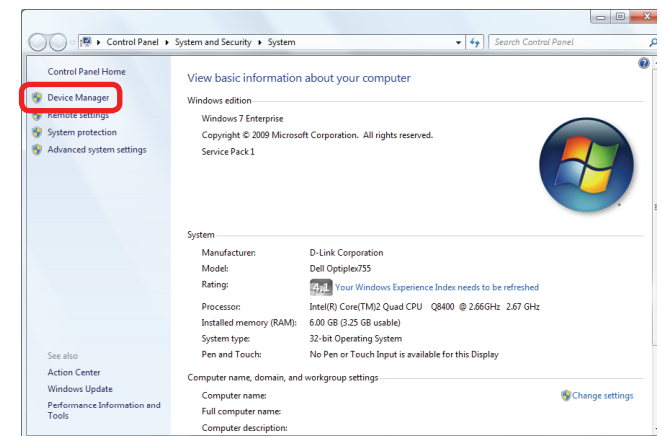 Control Panel ▸ System and Security ▸ System
Search Control Panel
Control Panel Home
Device Manager
Remote settings
System protection
Advanced system settings
View basic information about your computer
Windows edition
Windows 7 Enterprise
Copyright © 2009 Microsoft Corporation. All rights reserved.
Service Pack 1
System
Manufacturer: D-Link Corporation
Model: Dell Optiplex755
Rating: 4,1 Your Windows Experience Index needs to be refreshed
Processor: Intel(R) Core(TM)2 Quad CPU Q8400 @ 2.66GHz 2.67 GHz
Installed memory (RAM): 6.00 GB (3.25 GB usable)
System type: 32-bit Operating System
Pen and Touch: No Pen or Touch Input is available for this Display
Computer name, domain, and workgroup settings
Computer name: Change settings
Full computer name:
Computer description:
See also
Action Center
Windows Update
Performance Information and
Tools